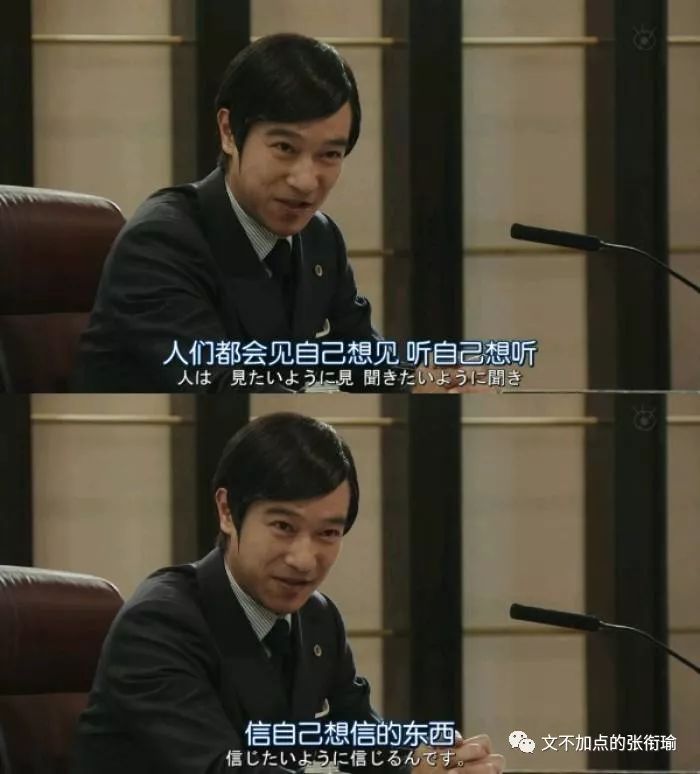 人们都会见自己想见 听自己想听
人は 見たいように見 聞きたいように聞き
信自己想信的东西
信じたいように信じるんです。
文不加点的张衔瑜